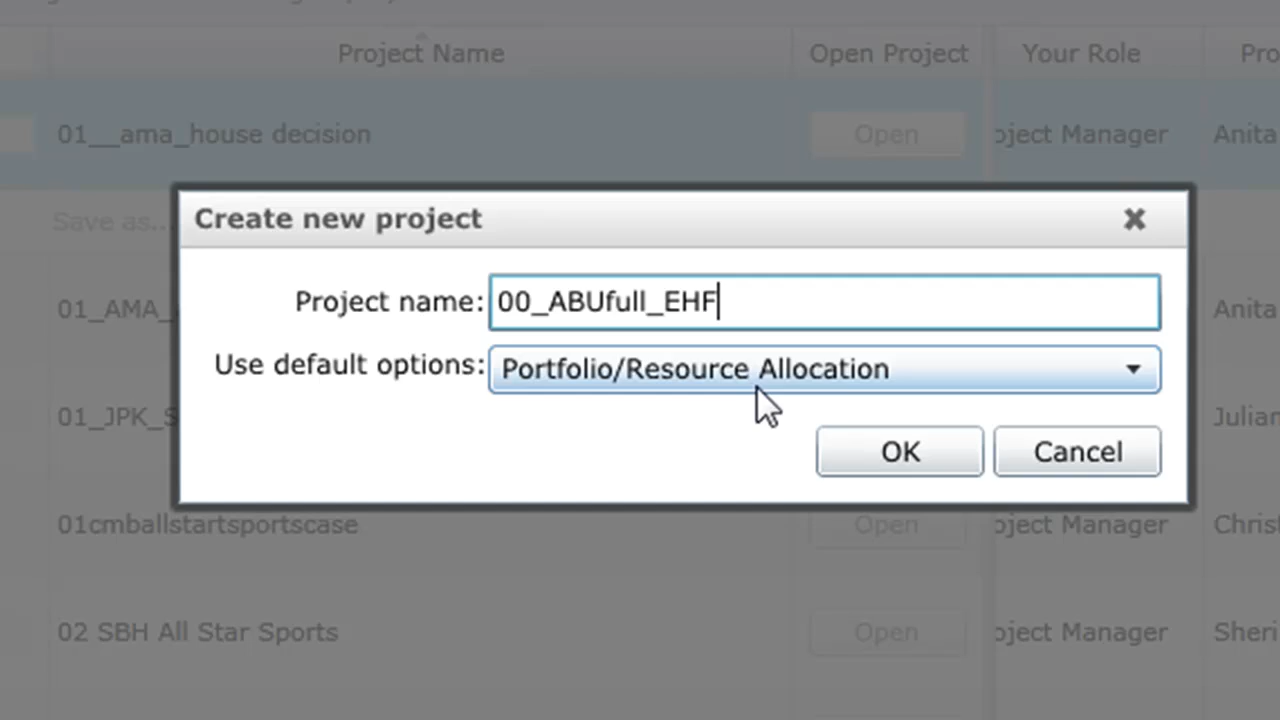 Project Name Open Project Your Role
01__ama_house decision Open oject Manager Anita
Create new project
Save as...
Project name: 00_ABUfull_EHF
01_AMA_ Anita
Use default options: Portfolio/Resource Allocation
01_JPK_S Julian
OK Cancel
01cmballstartsportscase Open oject Manager Christ
02 SBH All Star Sports Open oject Manager Sheri